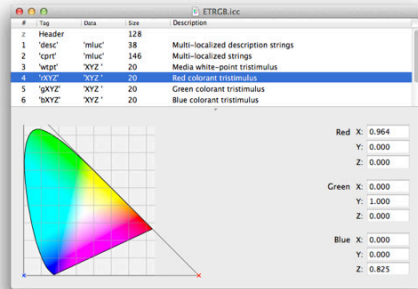 ETRGB.icc
# Tag Data Size Description
z Header 128
1 'desc' 'mluc' 38 Multi-localized description strings
2 'cprt' 'mluc' 146 Multi-localized strings
3 'wtpt' 'XYZ ' 20 Media white-point tristimulus
4 'rXYZ' 'XYZ ' 20 Red colorant tristimulus
5 'gXYZ' 'XYZ ' 20 Green colorant tristimulus
6 'bXYZ' 'XYZ ' 20 Blue colorant tristimulus
Red X: 0.964
Y: 0.000
Z: 0.000
Green X: 0.000
Y: 1.000
Z: 0.000
Blue X: 0.000
Y: 0.000
Z: 0.825